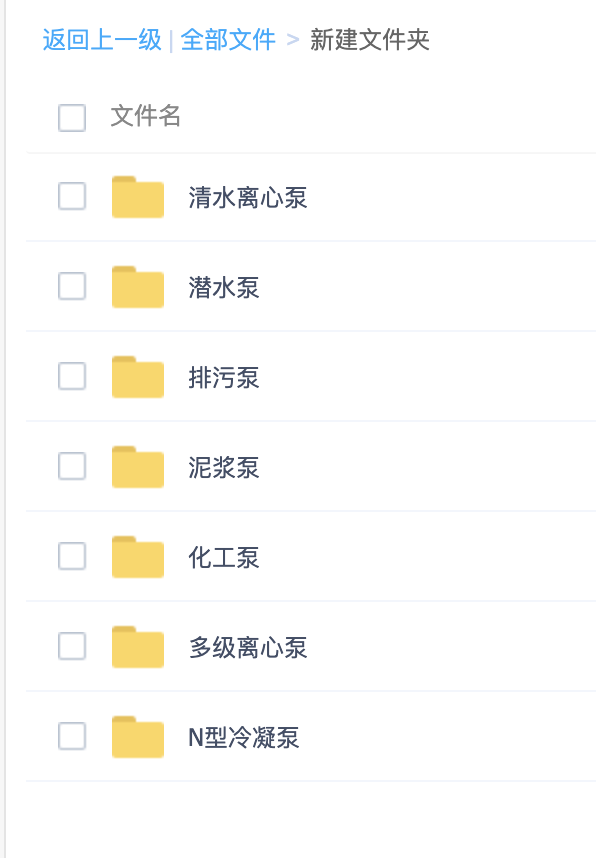 返回上一级 | 全部文件 > 新建文件夹
文件名
清水离心泵
潜水泵
排污泵
泥浆泵
化工泵
多级离心泵
N型冷凝泵